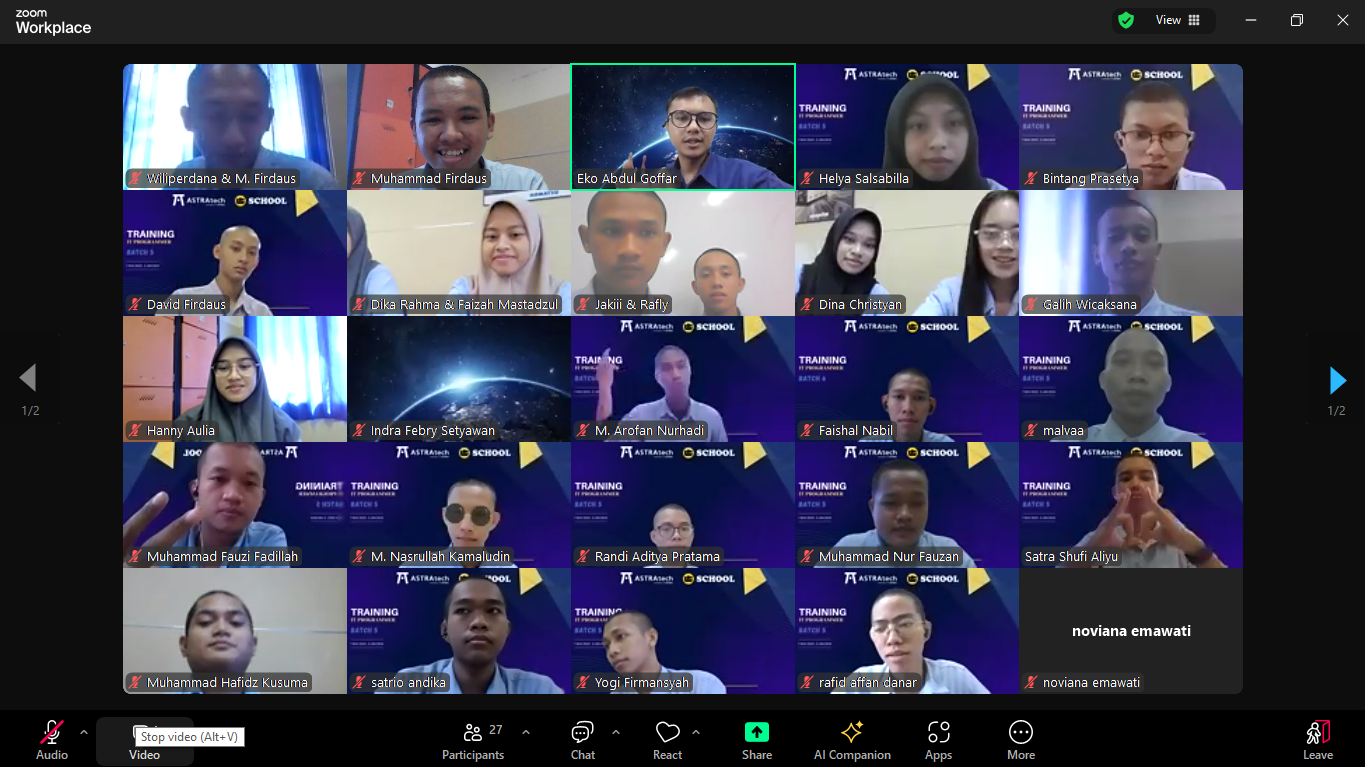 zoom
Workplace
View
ASTRAtech SCHOOL
ASTRAtech SCHOOL
TRAINING
IT PROGRAMMER
BATCH 5
TRAINING
IT PROGRAMMER
BATCH 5
Wiliperdana & M. Firdaus
Muhammad Firdaus
Eko Abdul Goffar
Helya Salsabilla
Bintang Prasetya
ASTRAtech SCHOOL
TRAINING
IT PROGRAMMER
BATCH 5
David Firdaus
Dika Rahma & Faizah Mastadzul
Jakiii & Rafly
Dina Christyan
Galih Wicaksana
ASTRAtech SCHOOL
ASTRAtech SCHOOL
ASTRAtech SCHOOL
TRAINING
IT PROGRAMMER
TRAINING
IT PROGRAMMER
TRAINING
IT PROGRAMMER
BATCH 5
1/2
1/2
Hanny Aulia
Indra Febry Setyawan
M. Arofan Nurhadi
Faishal Nabil
malvaa
ASTRAtech SCHOOL
ASTRAtech SCHOOL
ASTRAtech SCHOOL
ASTRAtech SCHOOL
TRAINING
TRAINING
IT PROGRAMMER
BATCH 5
TRAINING
IT PROGRAMMER
BATCH 5
TRAINING
IT PROGRAMMER
BATCH 5
TRAINING
IT PROGRAMMER
BATCH 5
Muhammad Fauzi Fadillah
M. Nasrullah Kamaludin
Randi Aditya Pratama
Muhammad Nur Fauzan
Satra Shufi Aliyu
ASTRAtech SCHOOL
ASTRAtech SCHOOL
ASTRAtech SCHOOL
TRAINING
IT PROGRAMMER
BATCH 5
TRAINING
IT PROGRAMMER
BATCH 5
TRAINING
IT PROGRAMMER
BATCH 5
noviana emawati
Muhammad Hafidz Kusuma
satrio andika
Yogi Firmansyah
rafid affan danar
noviana emawati
Stop video (Alt+V)
27
Audio
Video
Participants
Chat
React
Share
AI Companion
Apps
More
Leave